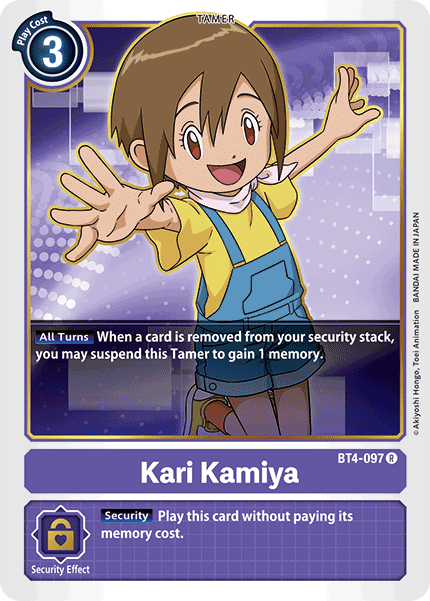 TAMER
Play Cost
3
All Turns When a card is removed from your security stack,
you may suspend this Tamer to gain 1 memory.
©Akiyoshi Hongo, Toei Animation BANDAI MADE IN JAPAN
BT4-097 R
Kari Kamiya
Security Play this card without paying its
memory cost.
Security Effect